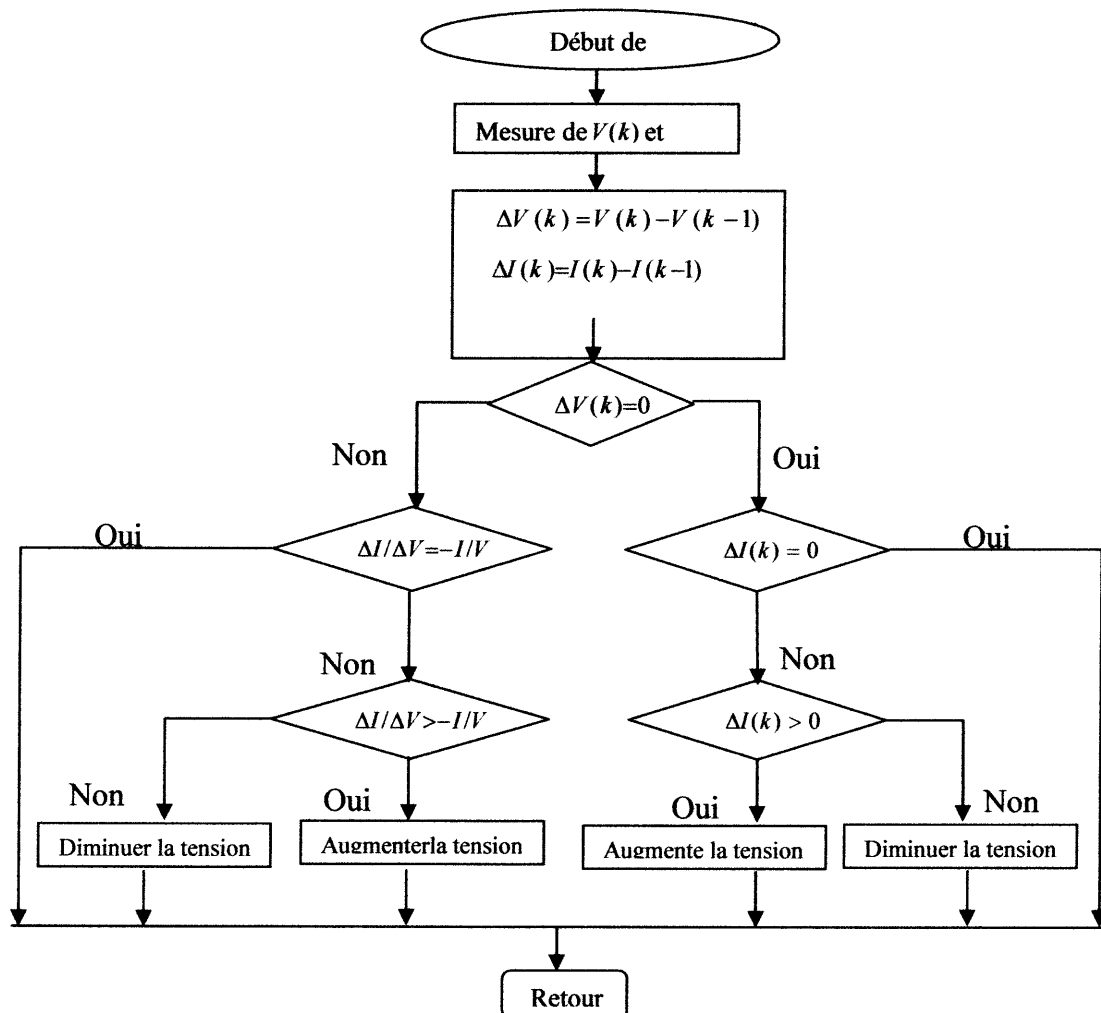 Début de
Mesure de V(k) et
ΔV(k)=V(k)-V(k-1)
ΔI(k)=I(k)-I(k-1)
ΔV(k)=0
Non
Oui
Oui
ΔI/ΔV=-I/V
ΔI(k) = 0
Oui
Non
Non
ΔI/ΔV>-I/V
ΔI(k) > 0
Non
Oui
Oui
Non
Diminuer la tension
Augmenterla tension
Augmente la tension
Diminuer la tension
Retour